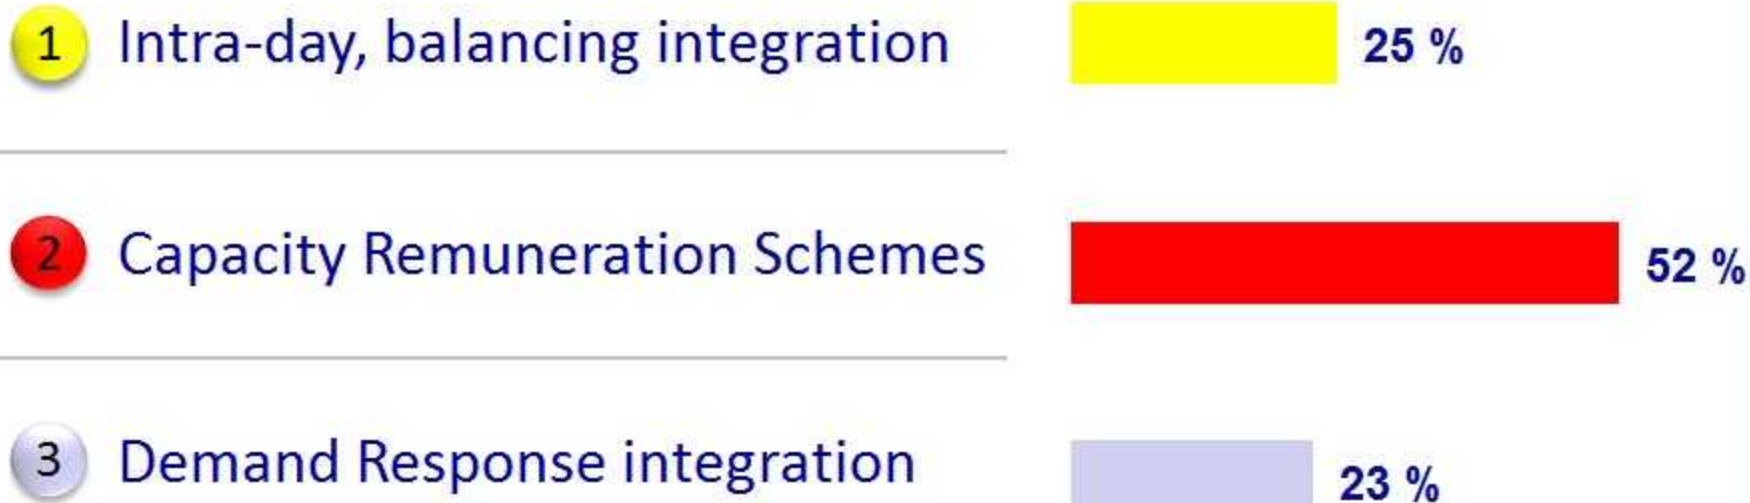 1 Intra-day, balancing integration 25 %
2 Capacity Remuneration Schemes 52 %
3 Demand Response integration 23 %